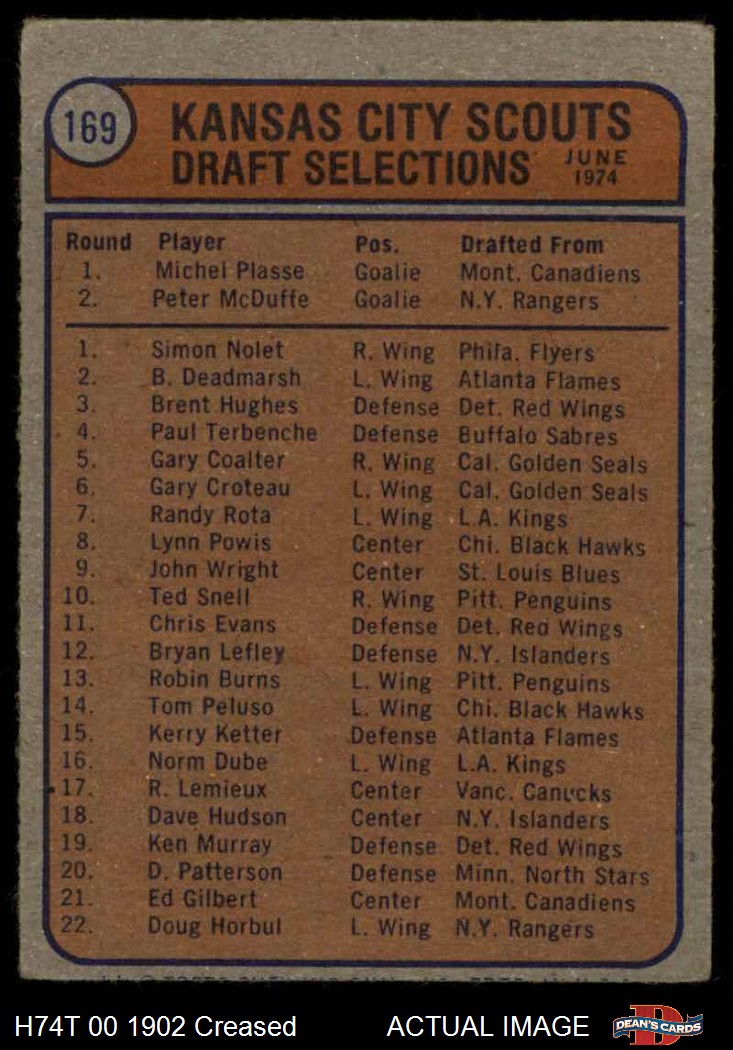 169
KANSAS CITY SCOUTS
DRAFT SELECTIONS JUNE 1974
Round Player Pos. Drafted From
1. Michel Plasse Goalie Mont. Canadiens
2. Peter McDuffe Goalie N.Y. Rangers
1. Simon Nolet R. Wing Phila. Flyers
2. B. Deadmarsh L. Wing Atlanta Flames
3. Brent Hughes Defense Det. Red Wings
4. Paul Terbenche Defense Buffalo Sabres
5. Gary Coalter R. Wing Cal. Golden Seals
6. Gary Croteau L. Wing Cal. Golden Seals
7. Randy Rota L. Wing L.A. Kings
8. Lynn Powis Center Chi. Black Hawks
9. John Wright Center St. Louis Blues
10. Ted Snell R. Wing Pitt. Penguins
11. Chris Evans Defense Det. Red Wings
12. Bryan Lefley Defense N.Y. Islanders
13. Robin Burns L. Wing Pitt. Penguins
14. Tom Peluso L. Wing Chi. Black Hawks
15. Kerry Ketter Defense Atlanta Flames
16. Norm Dube L. Wing L.A. Kings
17. R. Lemieux Center Vanc. Canucks
18. Dave Hudson Center N.Y. Islanders
19. Ken Murray Defense Det. Red Wings
20. D. Patterson Defense Minn. North Stars
21. Ed Gilbert Center Mont. Canadiens
22. Doug Horbul L. Wing N.Y. Rangers
H74T 00 1902 Creased ACTUAL IMAGE DEAN'S CARDS